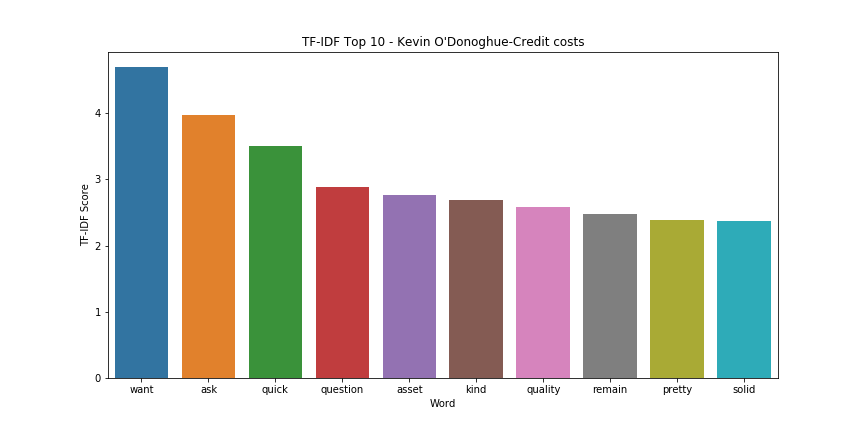 TF-IDF Top 10 - Kevin O'Donoghue-Credit costs
TF-IDF Score
4
3
2
1
0
want ask quick question asset kind quality remain pretty solid
Word